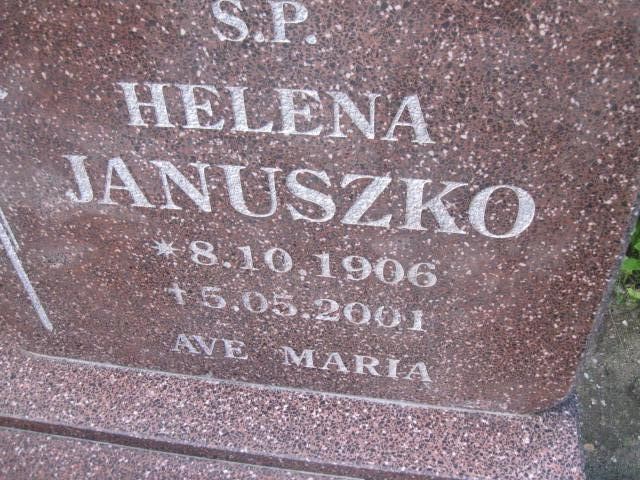 S.P.
HELENA
JANUSZKO
* 8.10.1906
† 5.05.2001
AVE MARIA